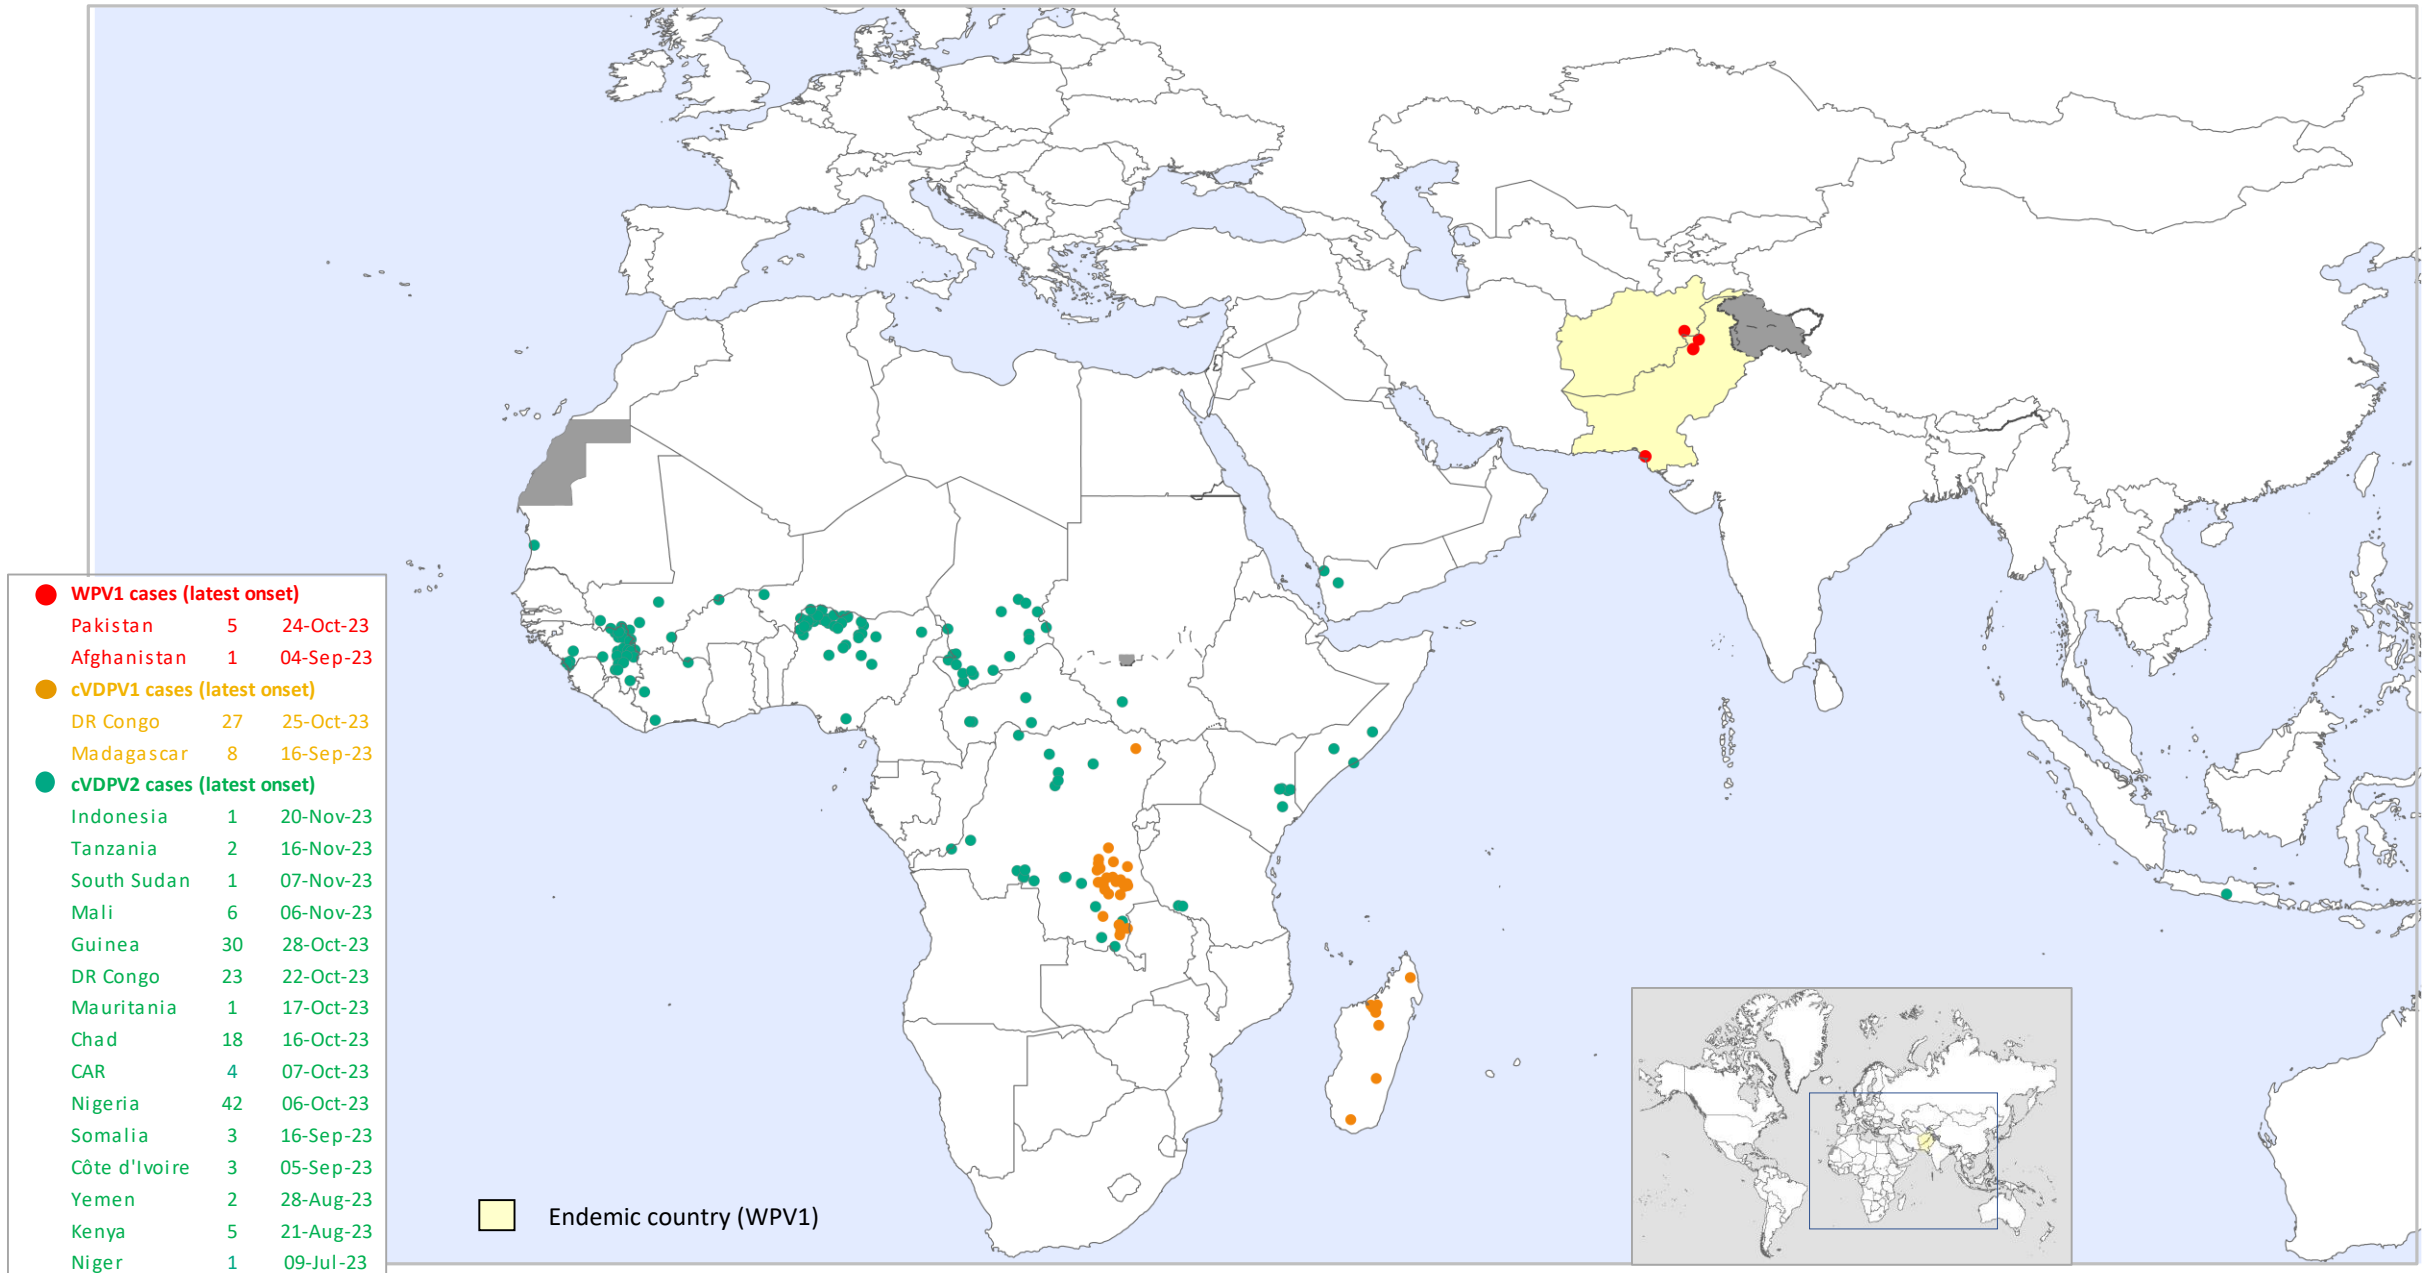 WPV1 cases (latest onset)
Pakistan 5 24-Oct-23
Afghanistan 1 04-Sep-23
cVDPV1 cases (latest onset)
DR Congo 27 25-Oct-23
Madagascar 8 16-Sep-23
cVDPV2 cases (latest onset)
Indonesia 1 20-Nov-23
Tanzania 2 16-Nov-23
South Sudan 1 07-Nov-23
Mali 6 06-Nov-23
Guinea 30 28-Oct-23
DR Congo 23 22-Oct-23
Mauritania 1 17-Oct-23
Chad 18 16-Oct-23
CAR 4 07-Oct-23
Nigeria 42 06-Oct-23
Somalia 3 16-Sep-23
Côte d'Ivoire 3 05-Sep-23
Yemen 2 28-Aug-23
Kenya 5 21-Aug-23
Niger 1 09-Jul-23
Endemic country (WPV1)